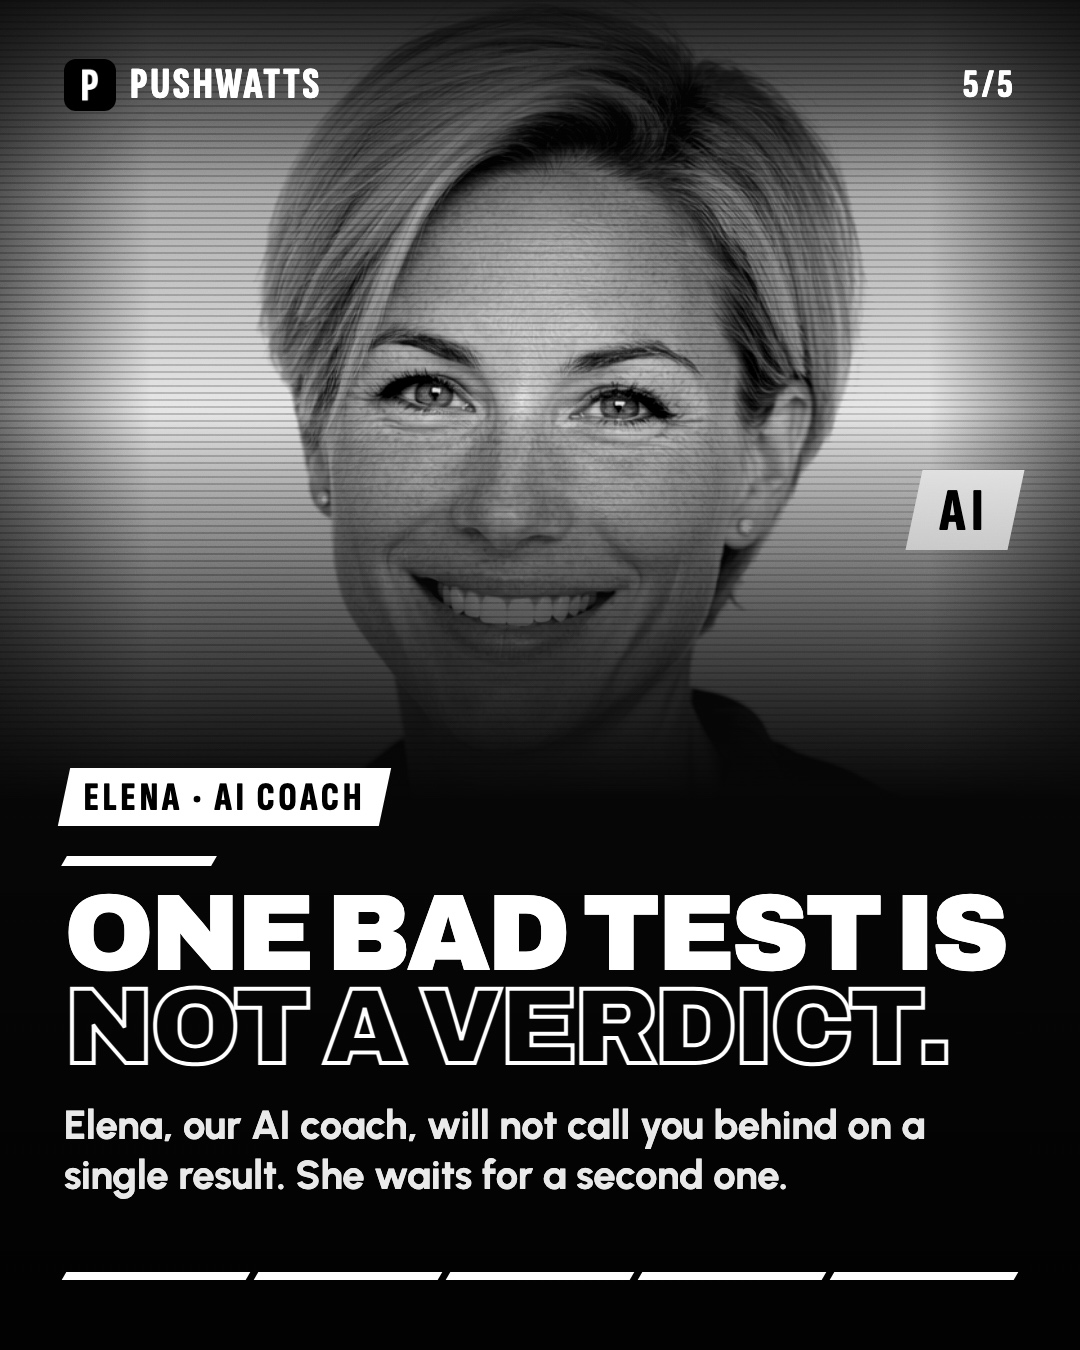 P PUSHWATTS
5/5
AI
ELENA · AI COACH
ONE BAD TEST IS
NOT A VERDICT.
Elena, our AI coach, will not call you behind on a
single result. She waits for a second one.